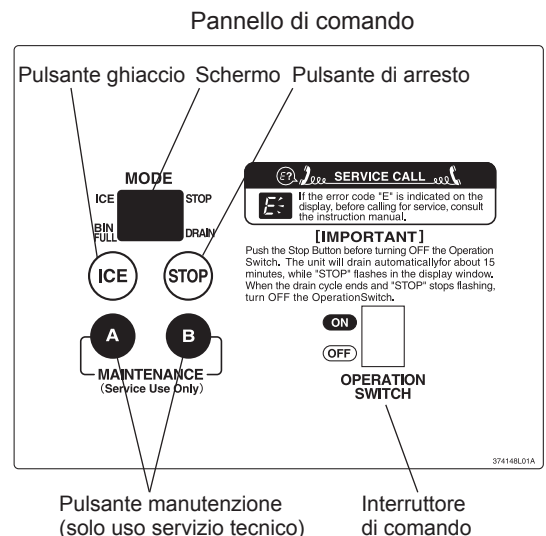 Pannello di comando
Pulsante ghiaccio Schermo Pulsante di arresto
MODE
ICE STOP
BIN
FULL DRAIN
ICE STOP
A B
MAINTENANCE
(Service Use Only)
E? SERVICE CALL
E If the error code "E" is indicated on the
display, before calling for service, consult
the instruction manual.
[IMPORTANT]
Push the Stop Button before turning OFF the Operation
Switch. The unit will drain automaticallyfor about 15
minutes, while "STOP" flashes in the display window.
When the drain cycle ends and "STOP" stops flashing,
turn OFF the OperationSwitch.
ON
OFF
OPERATION
SWITCH
374148L01A
Pulsante manutenzione
(solo uso servizio tecnico)
Interruttore
di comando